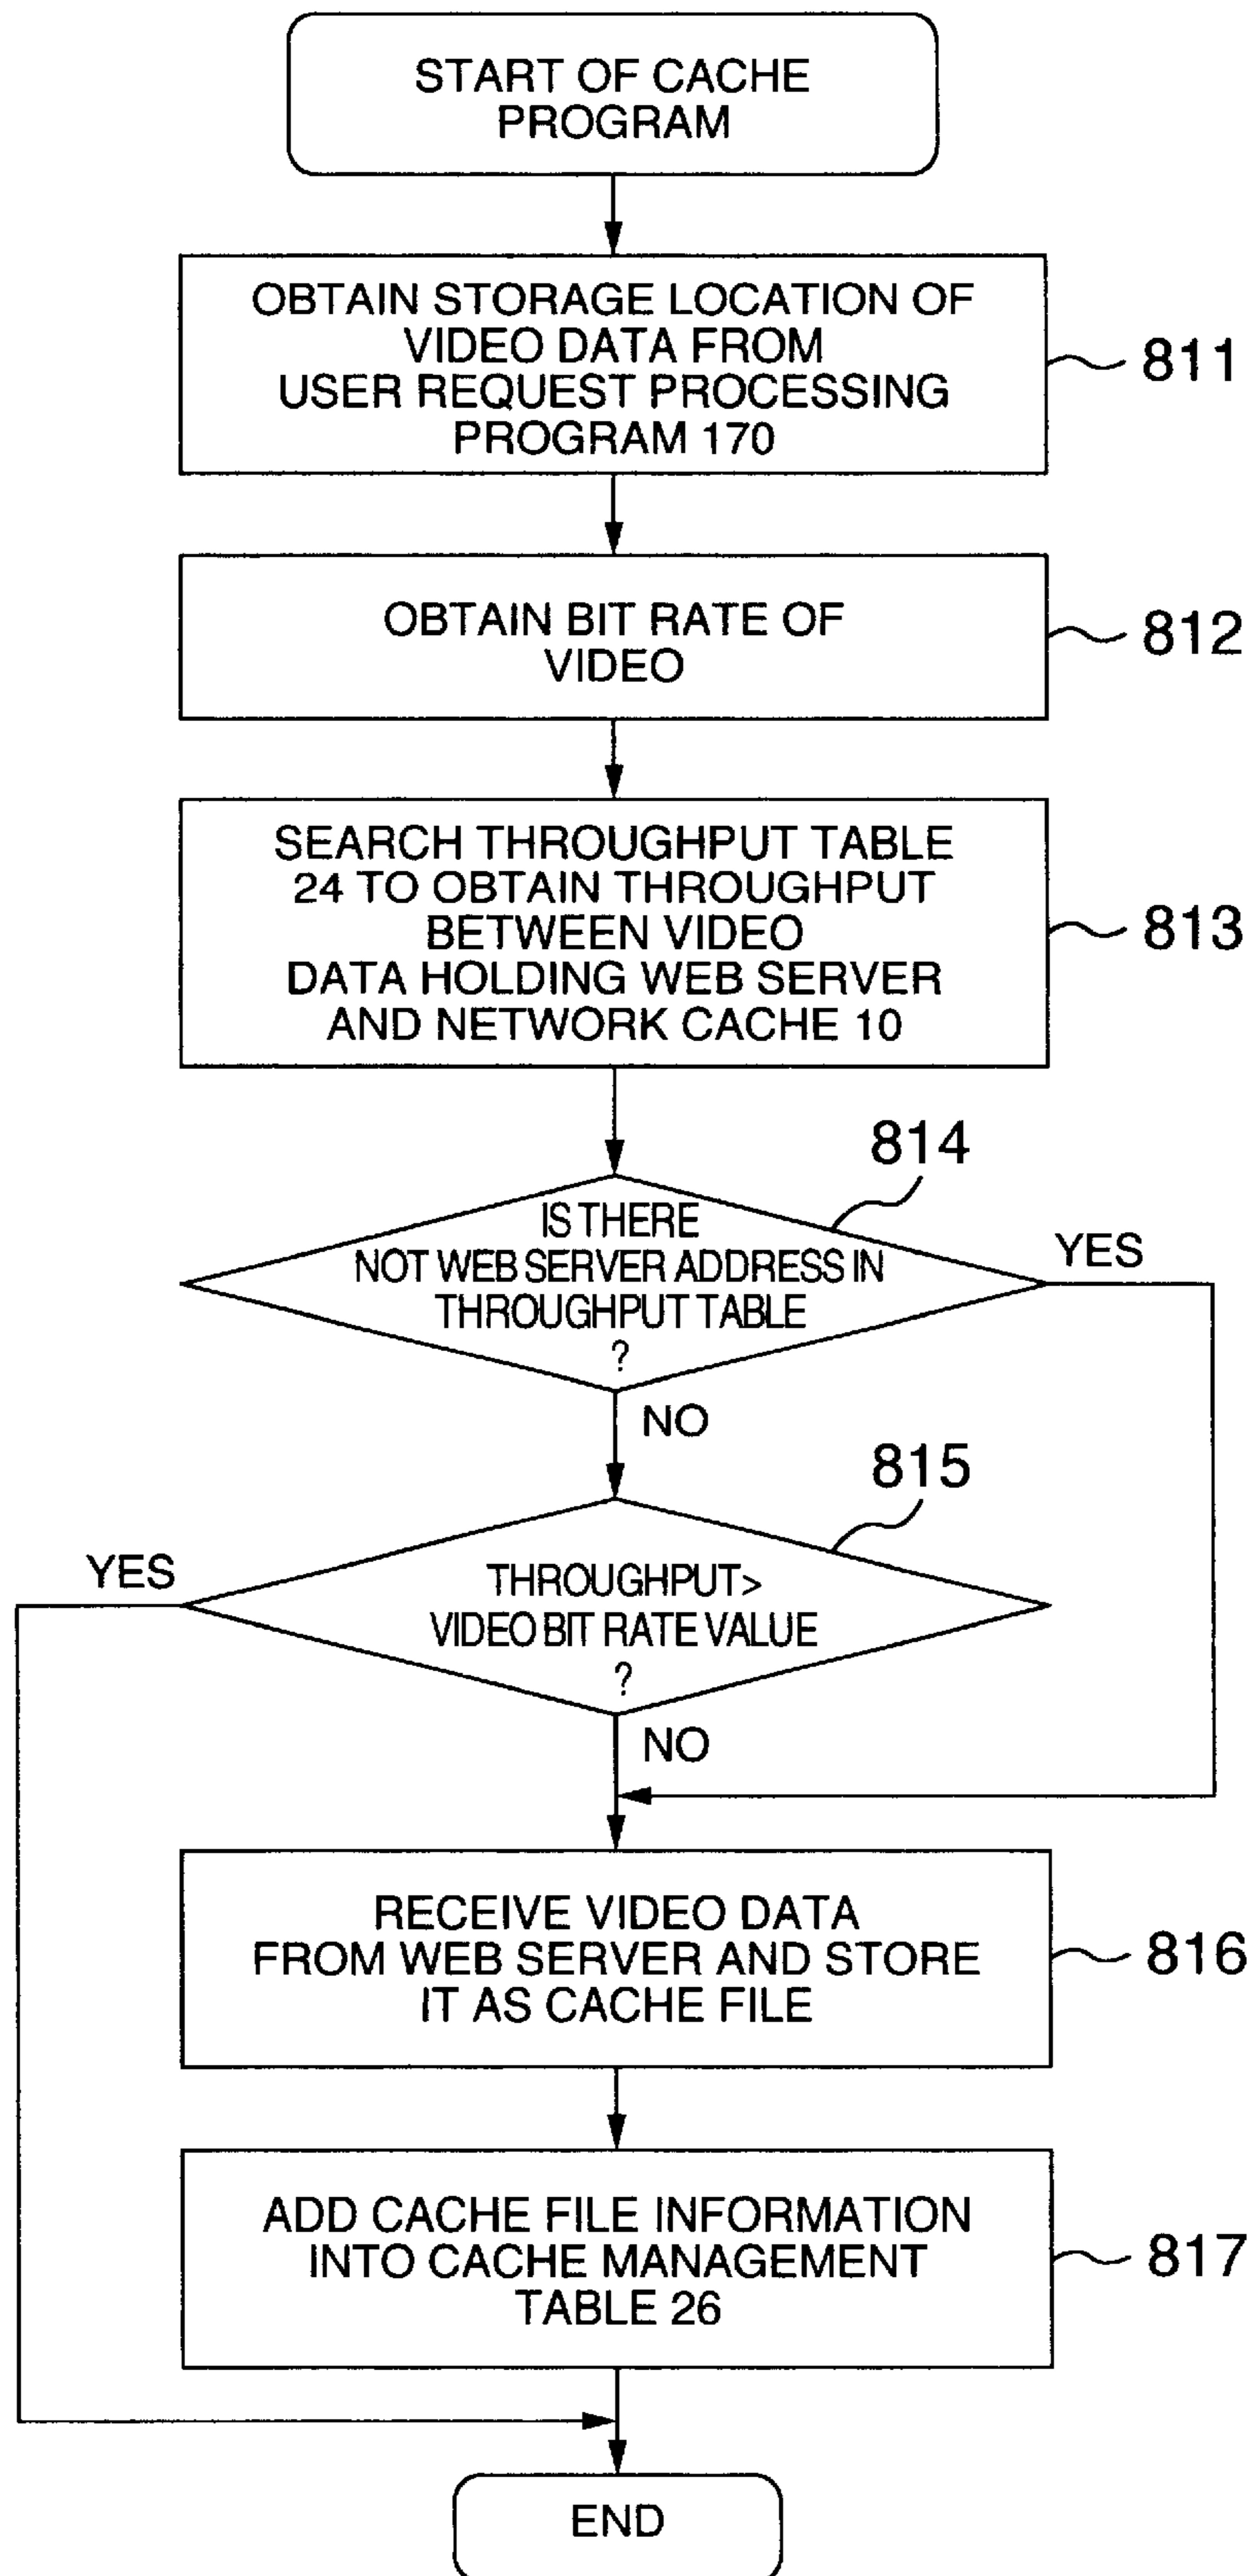 START OF CACHE
PROGRAM
OBTAIN STORAGE LOCATION OF
VIDEO DATA FROM
USER REQUEST PROCESSING
PROGRAM 170
811
OBTAIN BIT RATE OF
VIDEO
812
SEARCH THROUGHPUT TABLE
24 TO OBTAIN THROUGHPUT
BETWEEN VIDEO
DATA HOLDING WEB SERVER
AND NETWORK CACHE 10
813
814
IS THERE
NOT WEB SERVER ADDRESS IN
THROUGHPUT TABLE
?
YES
NO
815
YES
THROUGHPUT>
VIDEO BIT RATE VALUE
?
NO
RECEIVE VIDEO DATA
FROM WEB SERVER AND STORE
IT AS CACHE FILE
816
ADD CACHE FILE INFORMATION
INTO CACHE MANAGEMENT
TABLE 26
817
END